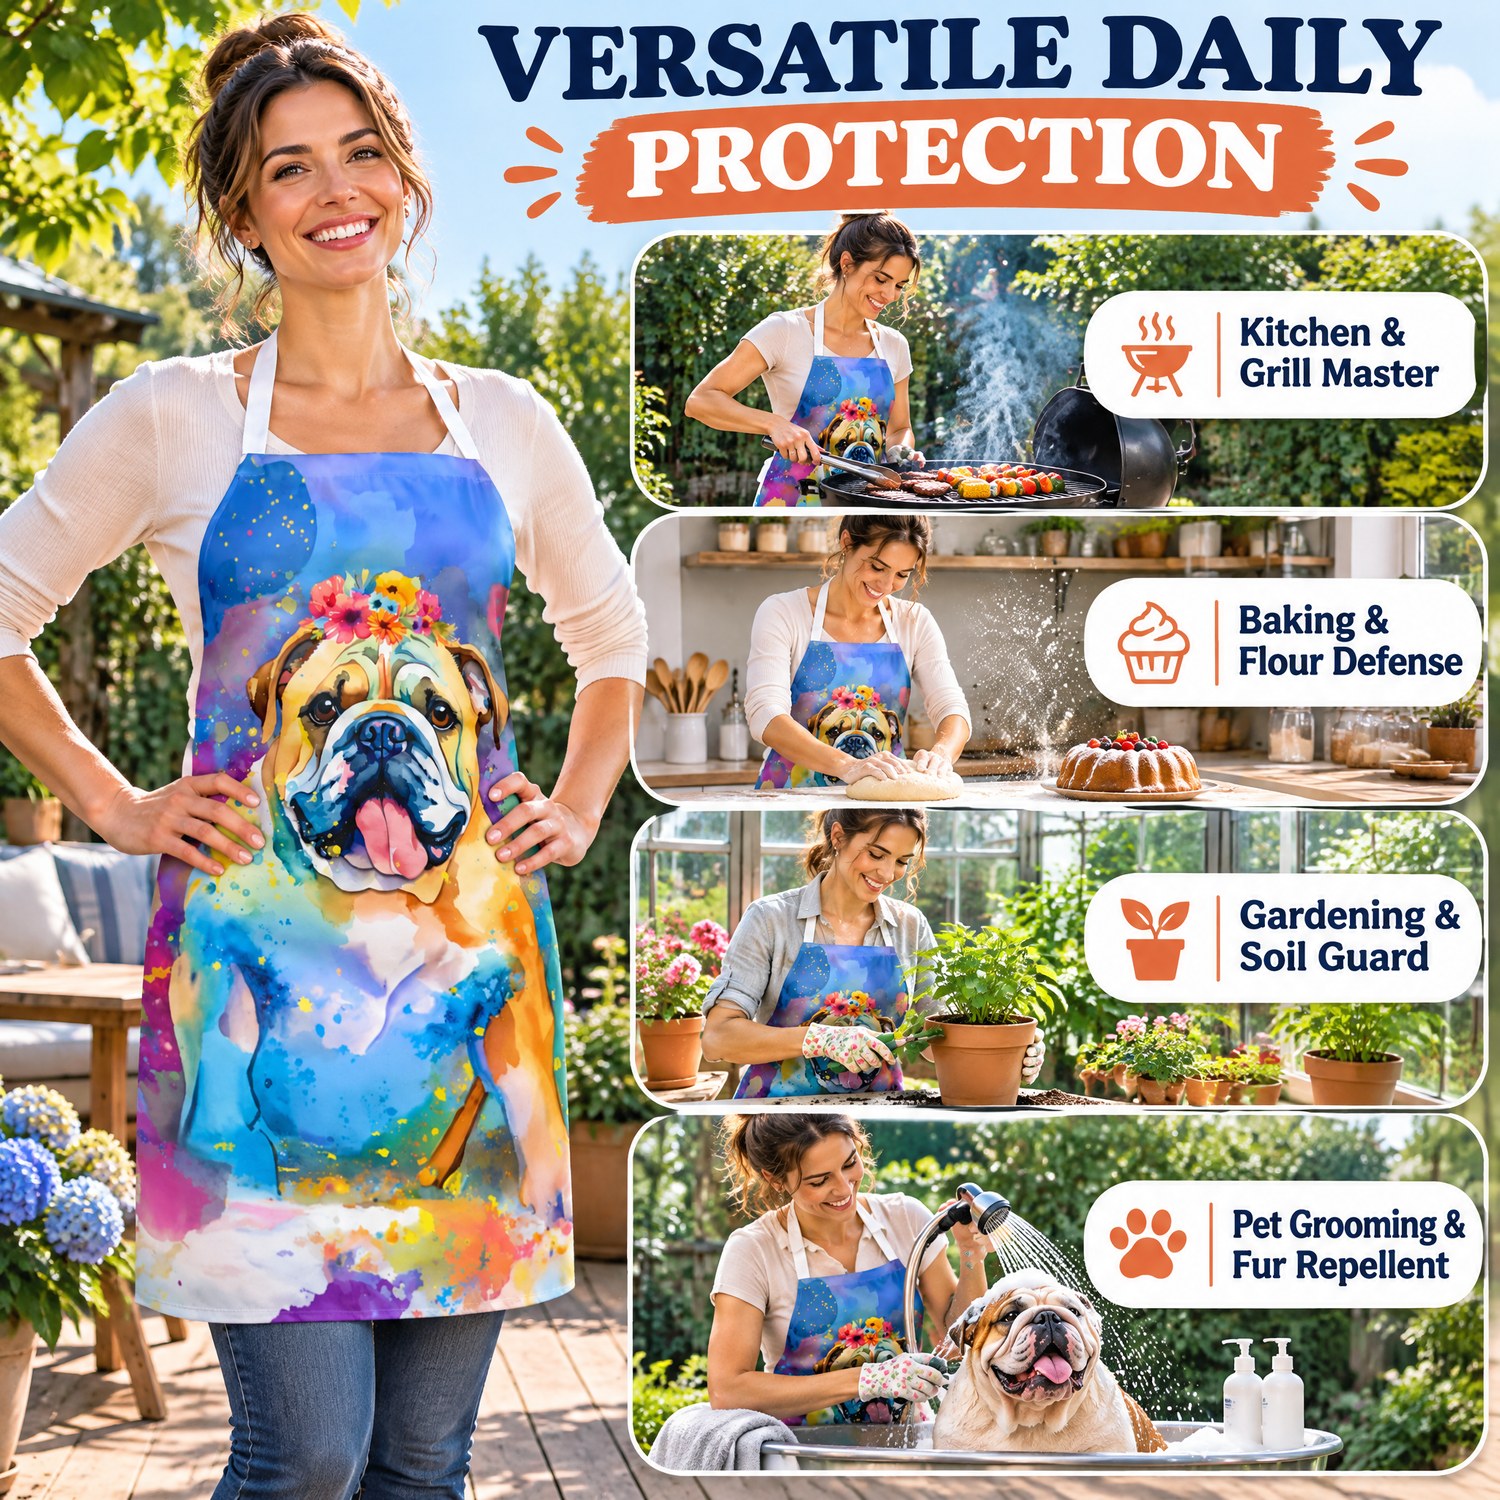 VERSATILE DAILY
PROTECTION
Kitchen &
Grill Master
Baking &
Flour Defense
Gardening &
Soil Guard
Pet Grooming &
Fur Repellent